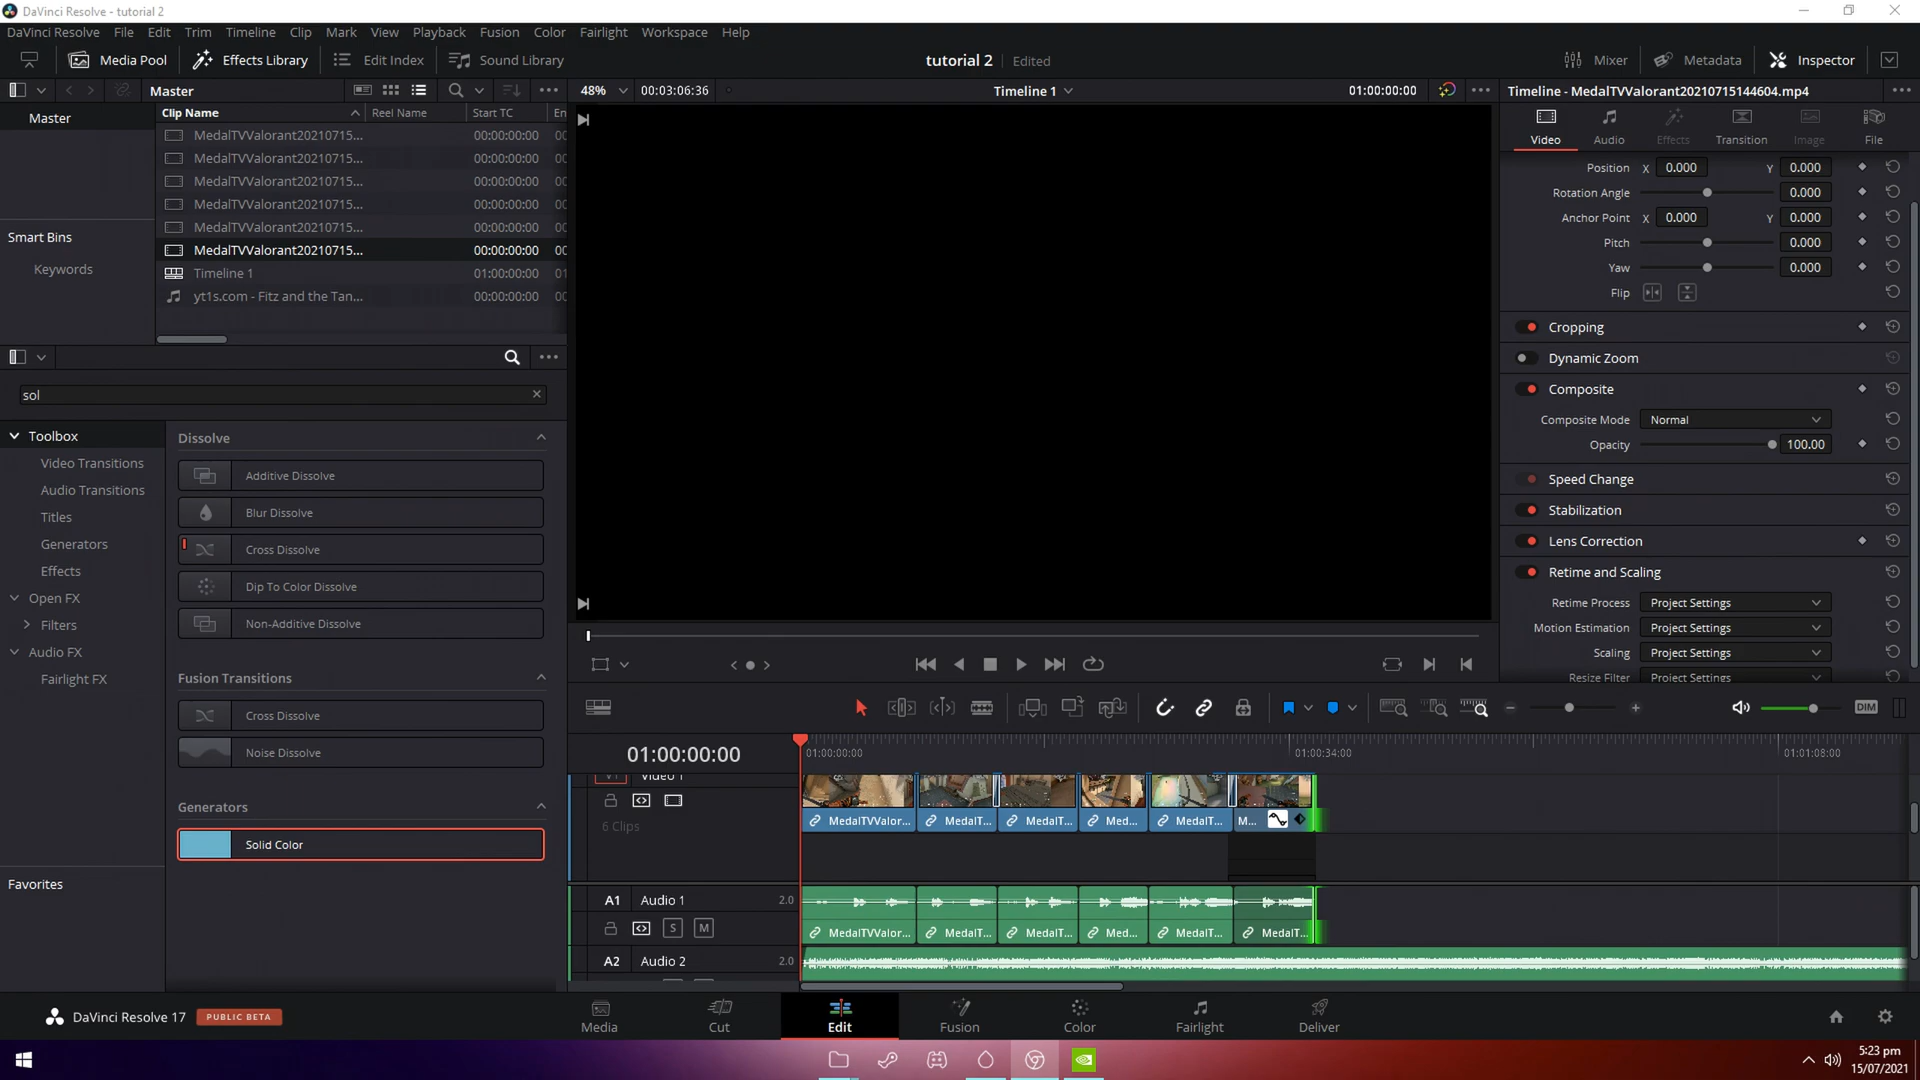 DaVinci Resolve - tutorial 2
DaVinci Resolve File Edit Trim Timeline Clip Mark View Playback Fusion Color Fairlight Workspace Help
Media Pool Effects Library Edit Index Sound Library tutorial 2 Edited Mixer Metadata Inspector
Master 48% 00:03:06:36 Timeline 1 01:00:00:00 Timeline - MedalTVValorant20210715144604.mp4
Master
Smart Bins
Keywords
Clip Name Reel Name Start TC En
MedalTVValorant20210715... 00:00:00:00 00
MedalTVValorant20210715... 00:00:00:00 00
MedalTVValorant20210715... 00:00:00:00 00
MedalTVValorant20210715... 00:00:00:00 00
MedalTVValorant20210715... 00:00:00:00 00
MedalTVValorant20210715... 00:00:00:00 00
Timeline 1 01:00:00:00 01
yt1s.com - Fitz and the Tan... 00:00:00:00 00
sol
Toolbox
Video Transitions
Audio Transitions
Titles
Generators
Effects
Open FX
Filters
Audio FX
Fairlight FX
Favorites
Dissolve
Additive Dissolve
Blur Dissolve
Cross Dissolve
Dip To Color Dissolve
Non-Additive Dissolve
Fusion Transitions
Cross Dissolve
Noise Dissolve
Generators
Solid Color
Video Audio Effects Transition Image File
Position X 0.000 Y 0.000
Rotation Angle 0.000
Anchor Point X 0.000 Y 0.000
Pitch 0.000
Yaw 0.000
Flip
Cropping
Dynamic Zoom
Composite
Composite Mode Normal
Opacity 100.00
Speed Change
Stabilization
Lens Correction
Retime and Scaling
Retime Process Project Settings
Motion Estimation Project Settings
Scaling Project Settings
Resize Filter Project Settings
DIM
01:00:00:00 01:00:00:00 01:00:34:00 01:01:08:00
V1 Video 1
6 Clips
MedalTVValor... MedalT... MedalT... Med... MedalT... M...
A1 Audio 1 2.0
S M
MedalTVValor... MedalT... MedalT... Med... MedalT... MedalT...
A2 Audio 2 2.0
DaVinci Resolve 17 PUBLIC BETA
Media Cut Edit Fusion Color Fairlight Deliver
5:23 pm
15/07/2021